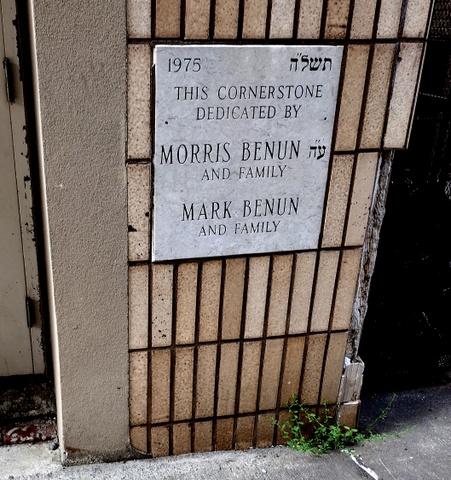 1975 תשל״ה
THIS CORNERSTONE
DEDICATED BY
MORRIS BENUN ע״ה
AND FAMILY
MARK BENUN
AND FAMILY